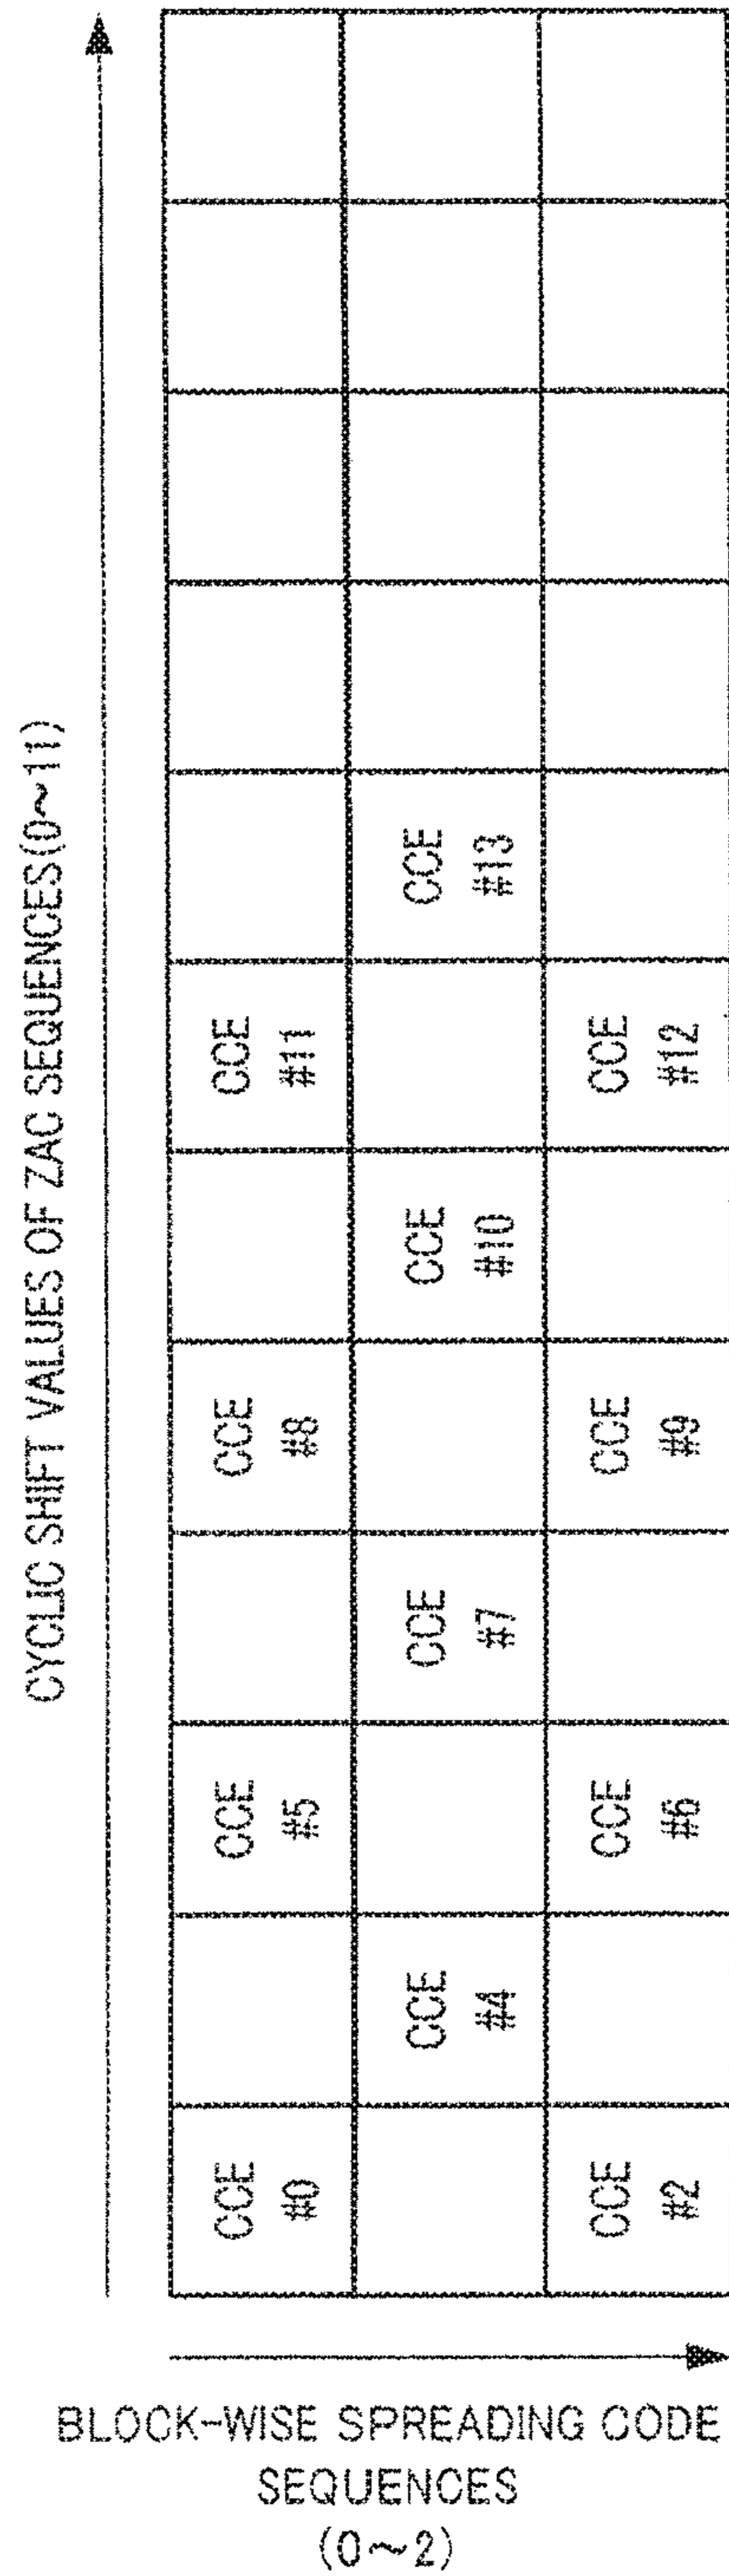 CYCLIC SHIFT VALUES OF ZAC SEQUENCES(0~11)
CCE
#13
CCE
#11
CCE
#12
CCE
#10
CCE
#8
CCE
#9
CCE
#7
CCE
#5
CCE
#6
CCE
#4
CCE
#0
CCE
#2
BLOCK-WISE SPREADING CODE
SEQUENCES
(0~2)